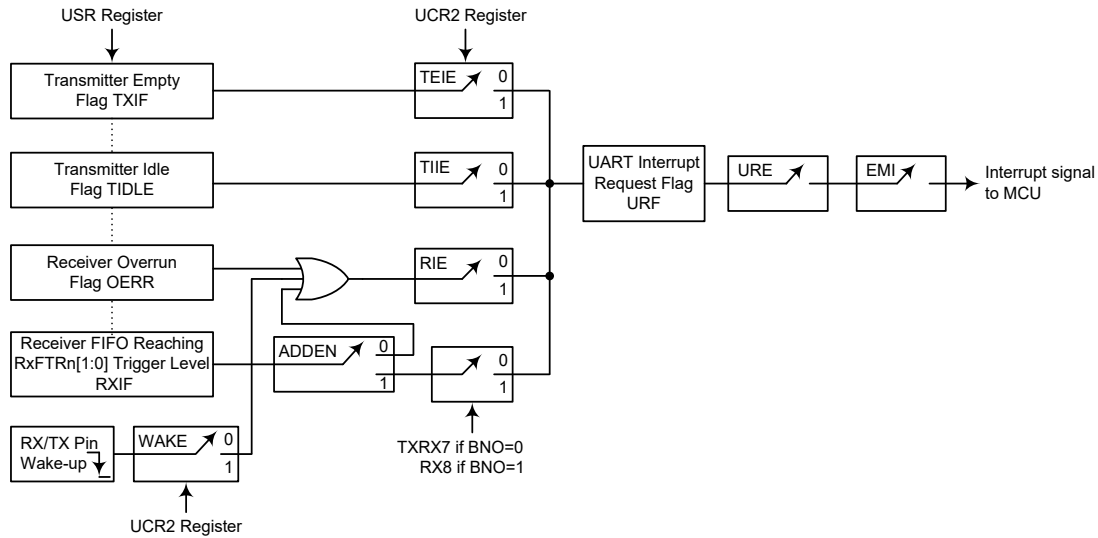 USR Register
UCR2 Register
Transmitter Empty
Flag TXIF
TEIE
0
1
Transmitter Idle
Flag TIDLE
TIIE
0
1
UART Interrupt
Request Flag
URF
URE
EMI
Interrupt signal
to MCU
Receiver Overrun
Flag OERR
RIE
0
1
Receiver FIFO Reaching
RxFTRn[1:0] Trigger Level
RXIF
ADDEN
0
1
0
1
TXRX7 if BNO=0
RX8 if BNO=1
RX/TX Pin
Wake-up
WAKE
0
1
UCR2 Register